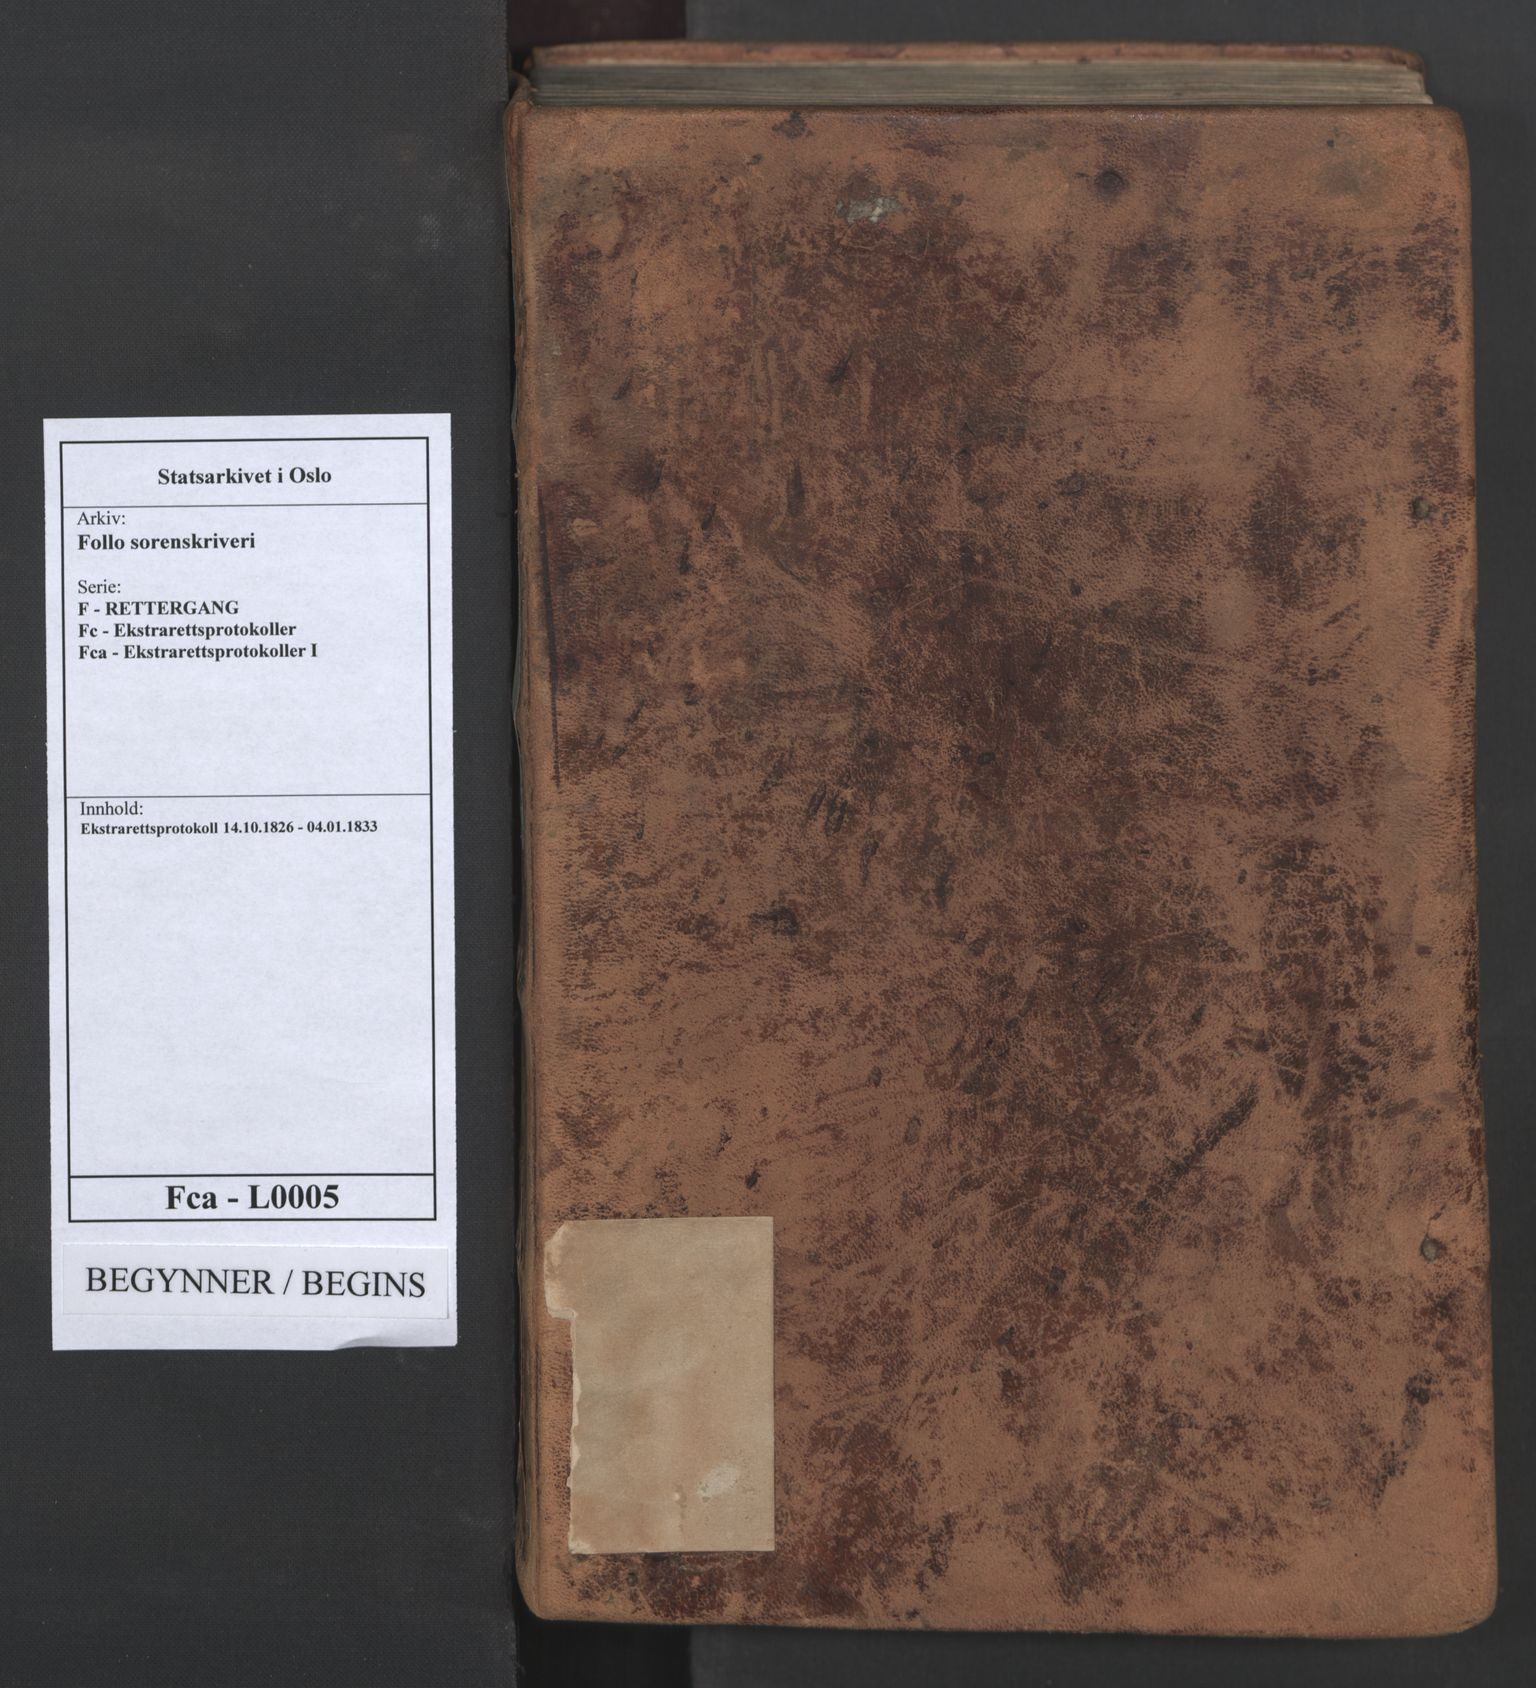 Statsarkivet i Oslo
Arkiv:
Follo sorenskriveri
Serie:
F - RETTERGANG
Fc - Ekstrarettsprotokoller
Fca - Ekstrarettsprotokoller I
Innhold:
Ekstrarettsprotokoll 14.10.1826 - 04.01.1833
Fca - L0005
BEGYNNER / BEGINS